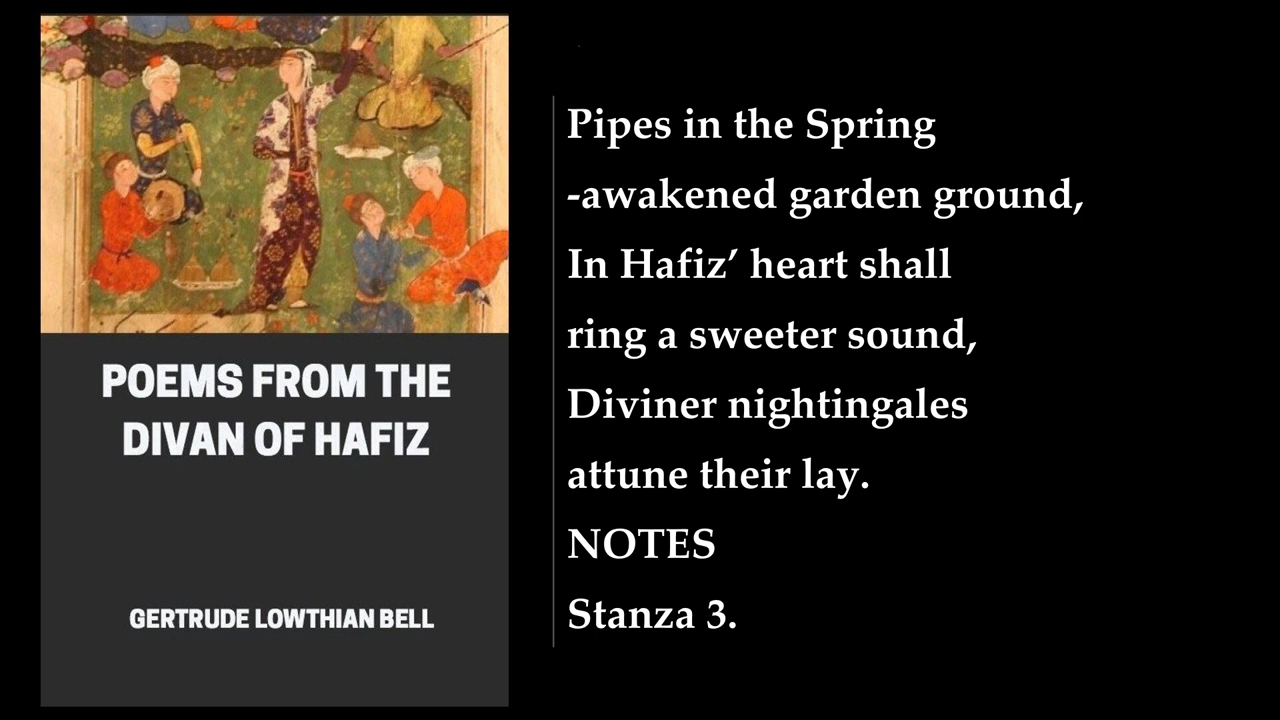 POEMS FROM THE
DIVAN OF HAFIZ
GERTRUDE LOWTHIAN BELL
Pipes in the Spring
-awakened garden ground,
In Hafiz’ heart shall
ring a sweeter sound,
Diviner nightingales
attune their lay.
NOTES
Stanza 3.